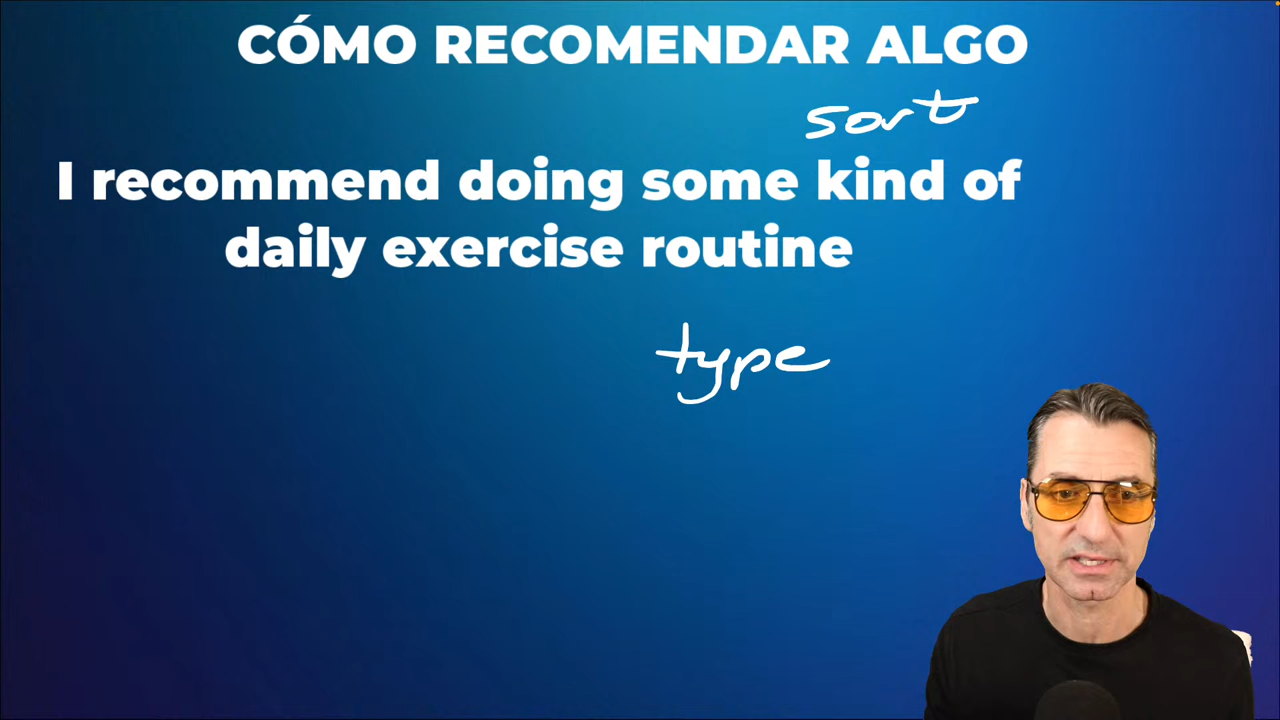 CÓMO RECOMENDAR ALGO
sort
I recommend doing some kind of
daily exercise routine
type